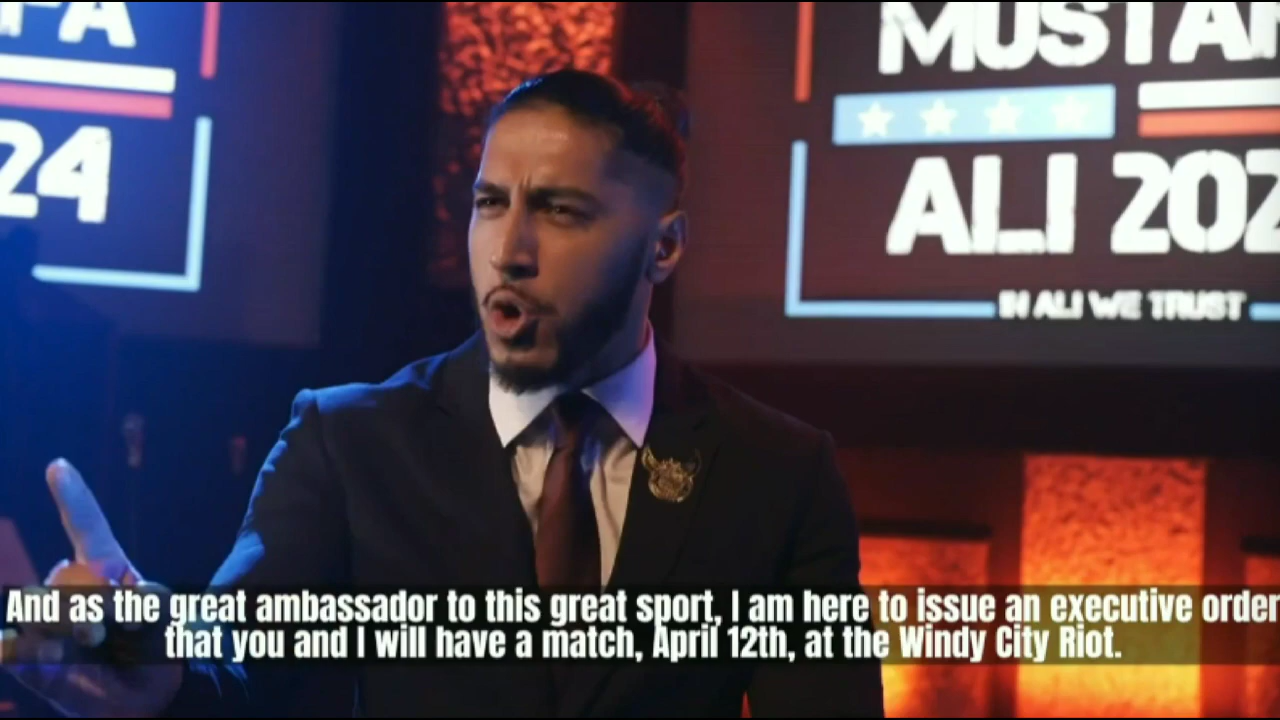 FA
24
MUSTAF
ALI 202
IN ALI WE TRUST
And as the great ambassador to this great sport, I am here to issue an executive order
that you and I will have a match, April 12th, at the Windy City Riot.